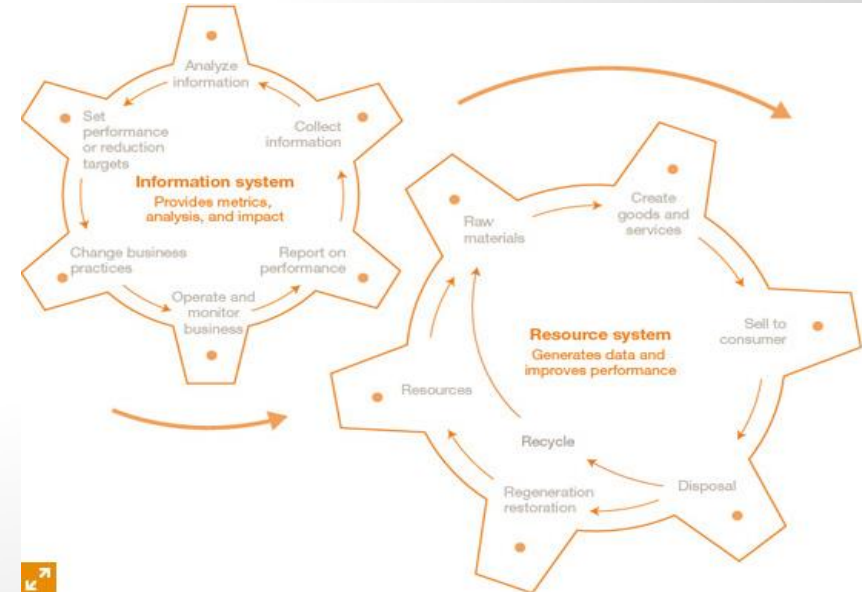 Analyze
information
Set
performance
or reduction
targets
Collect
information
Information system
Provides metrics,
analysis, and impact
Change business
practices
Report on
performance
Operate and
monitor
business
Raw
materials
Create
goods and
services
Sell to
consumer
Resource system
Generates data and
improves performance
Resources
Recycle
Regeneration
restoration
Disposal